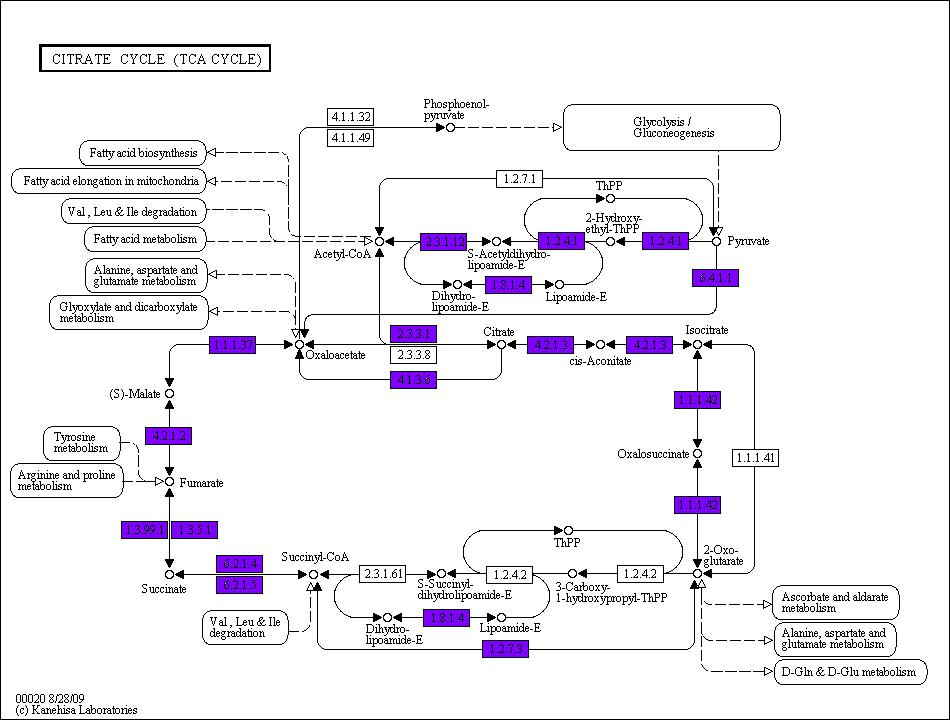 CITRATE CYCLE (TCA CYCLE)
Phosphoenol-
pyruvate
4.1.1.32
4.1.1.49
Glycolysis /
Gluconeogenesis
Fatty acid biosynthesis
Fatty acid elongation in mitochondria
Val , Leu & Ile degradation
Fatty acid metabolism
Alanine, aspartate and
glutamate metabolism
Glyoxylate and dicarboxylate
metabolism
1.2.7.1
ThPP
2-Hydroxy-
ethyl-ThPP
Acetyl-CoA
2.3.1.12
S-Acetyldihydro-
lipoamide-E
1.2.4.1
1.2.4.1
Pyruvate
Dihydro-
lipoamide-E
1.8.1.4
Lipoamide-E
6.4.1.1
1.1.1.37
Oxaloacetate
2.3.3.1
2.3.3.8
4.1.3.6
Citrate
4.2.1.3
cis-Aconitate
4.2.1.3
Isocitrate
(S)-Malate
1.1.1.42
4.2.1.2
Tyrosine
metabolism
Oxalosuccinate
1.1.1.41
Arginine and proline
metabolism
Fumarate
1.1.1.42
1.3.99.1
1.3.5.1
ThPP
Succinyl-CoA
2-Oxo-
glutarate
6.2.1.4
6.2.1.5
Succinate
2.3.1.61
S-Succinyl-
dihydrolipoamide-E
1.2.4.2
3-Carboxy-
1-hydroxypropyl-ThPP
1.2.4.2
Val , Leu & Ile
degradation
Dihydro-
lipoamide-E
1.8.1.4
Lipoamide-E
1.2.7.3
Ascorbate and aldarate
metabolism
Alanine, aspartate and
glutamate metabolism
D-Gln & D-Glu metabolism
00020 8/28/09
(c) Kanehisa Laboratories